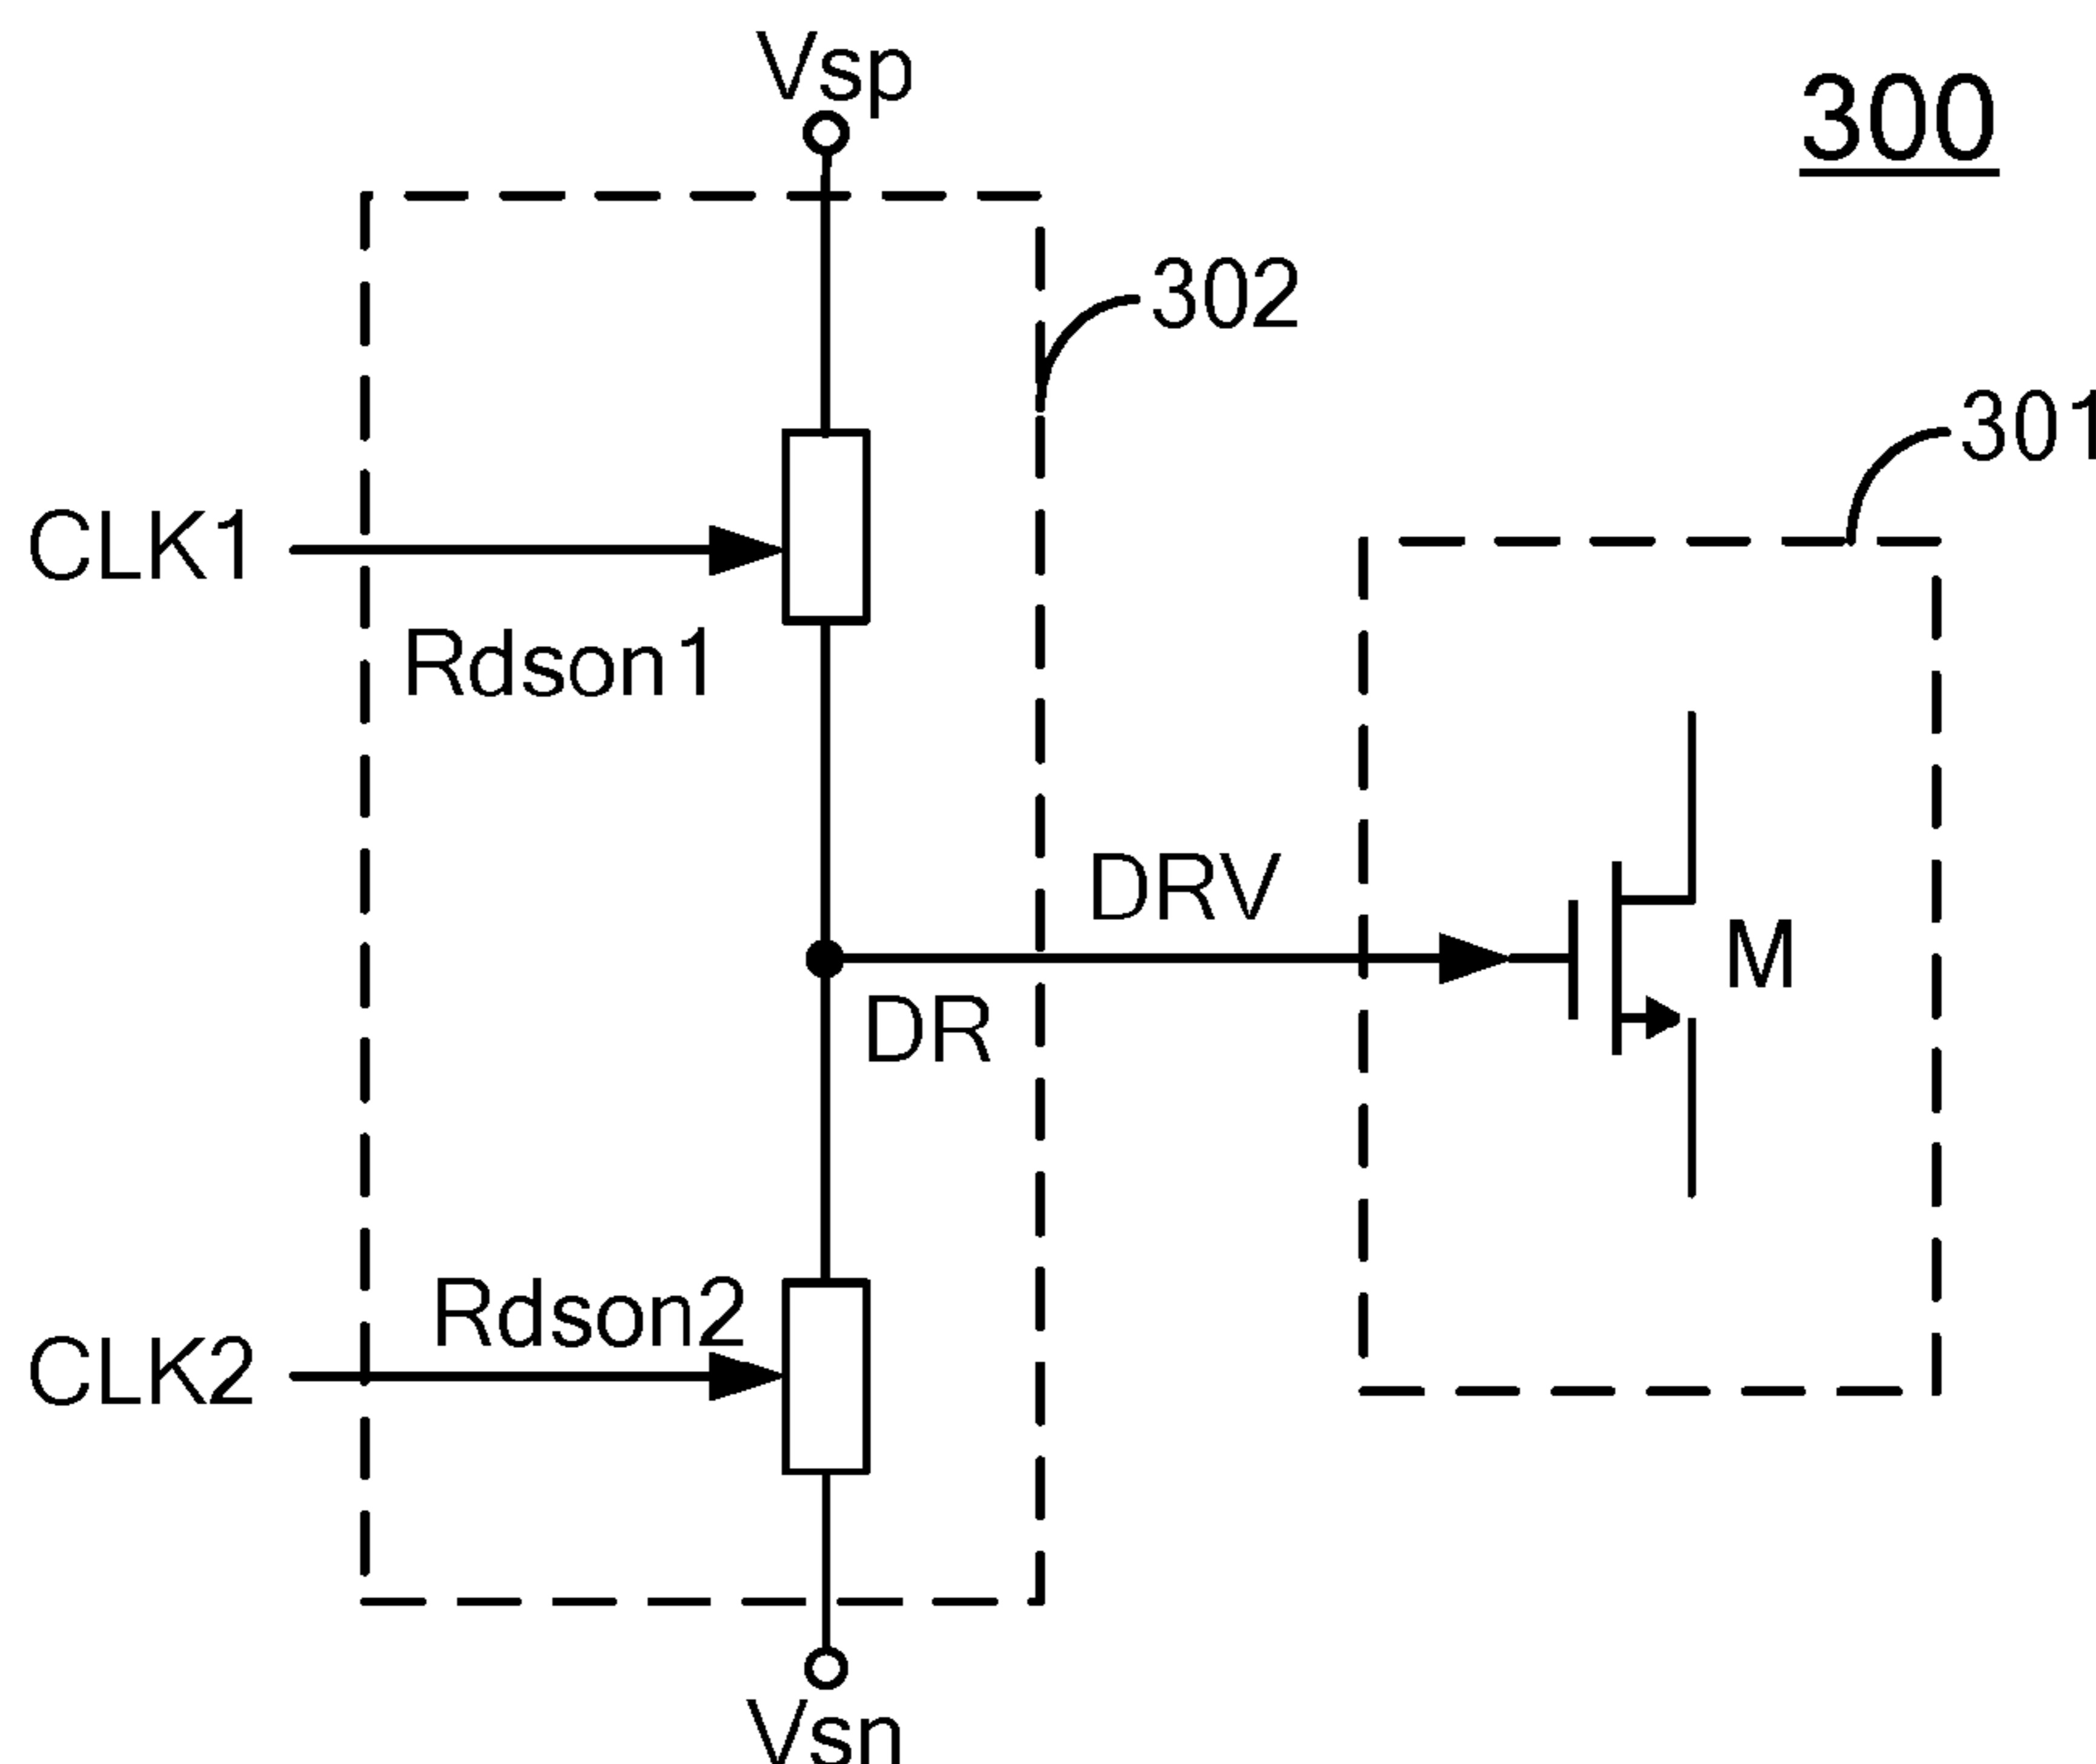 Vsp
300
302
301
CLK1
Rdson1
DRV
M
DR
Rdson2
CLK2
Vsn